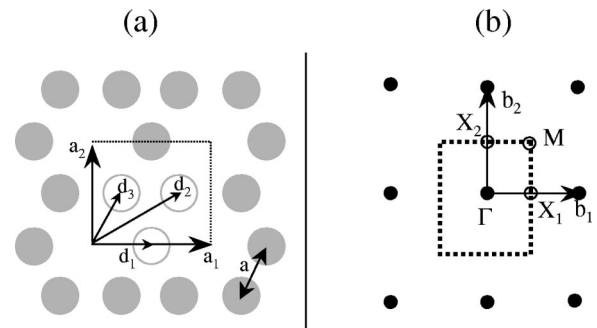 (a)
(b)
a₂
d₃
d₂
d₁
a₁
a
b₂
X₂
M
Γ
X₁
b₁